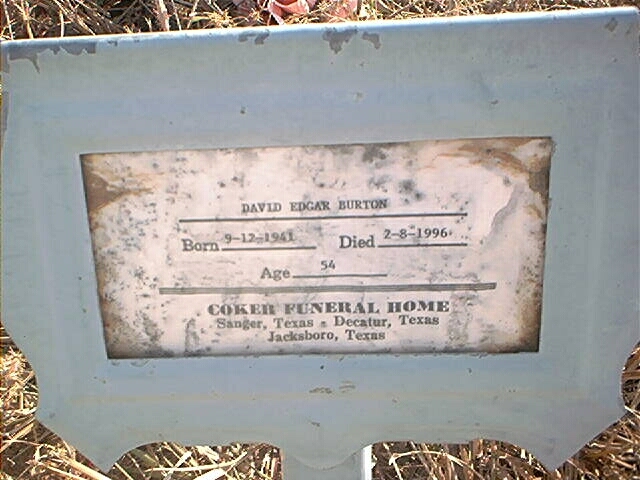 DAVID EDGAR BURTON
Born 9-12-1941 Died 2-8-1996
Age 54
COKER FUNERAL HOME
Sanger, Texas - Decatur, Texas
Jacksboro, Texas